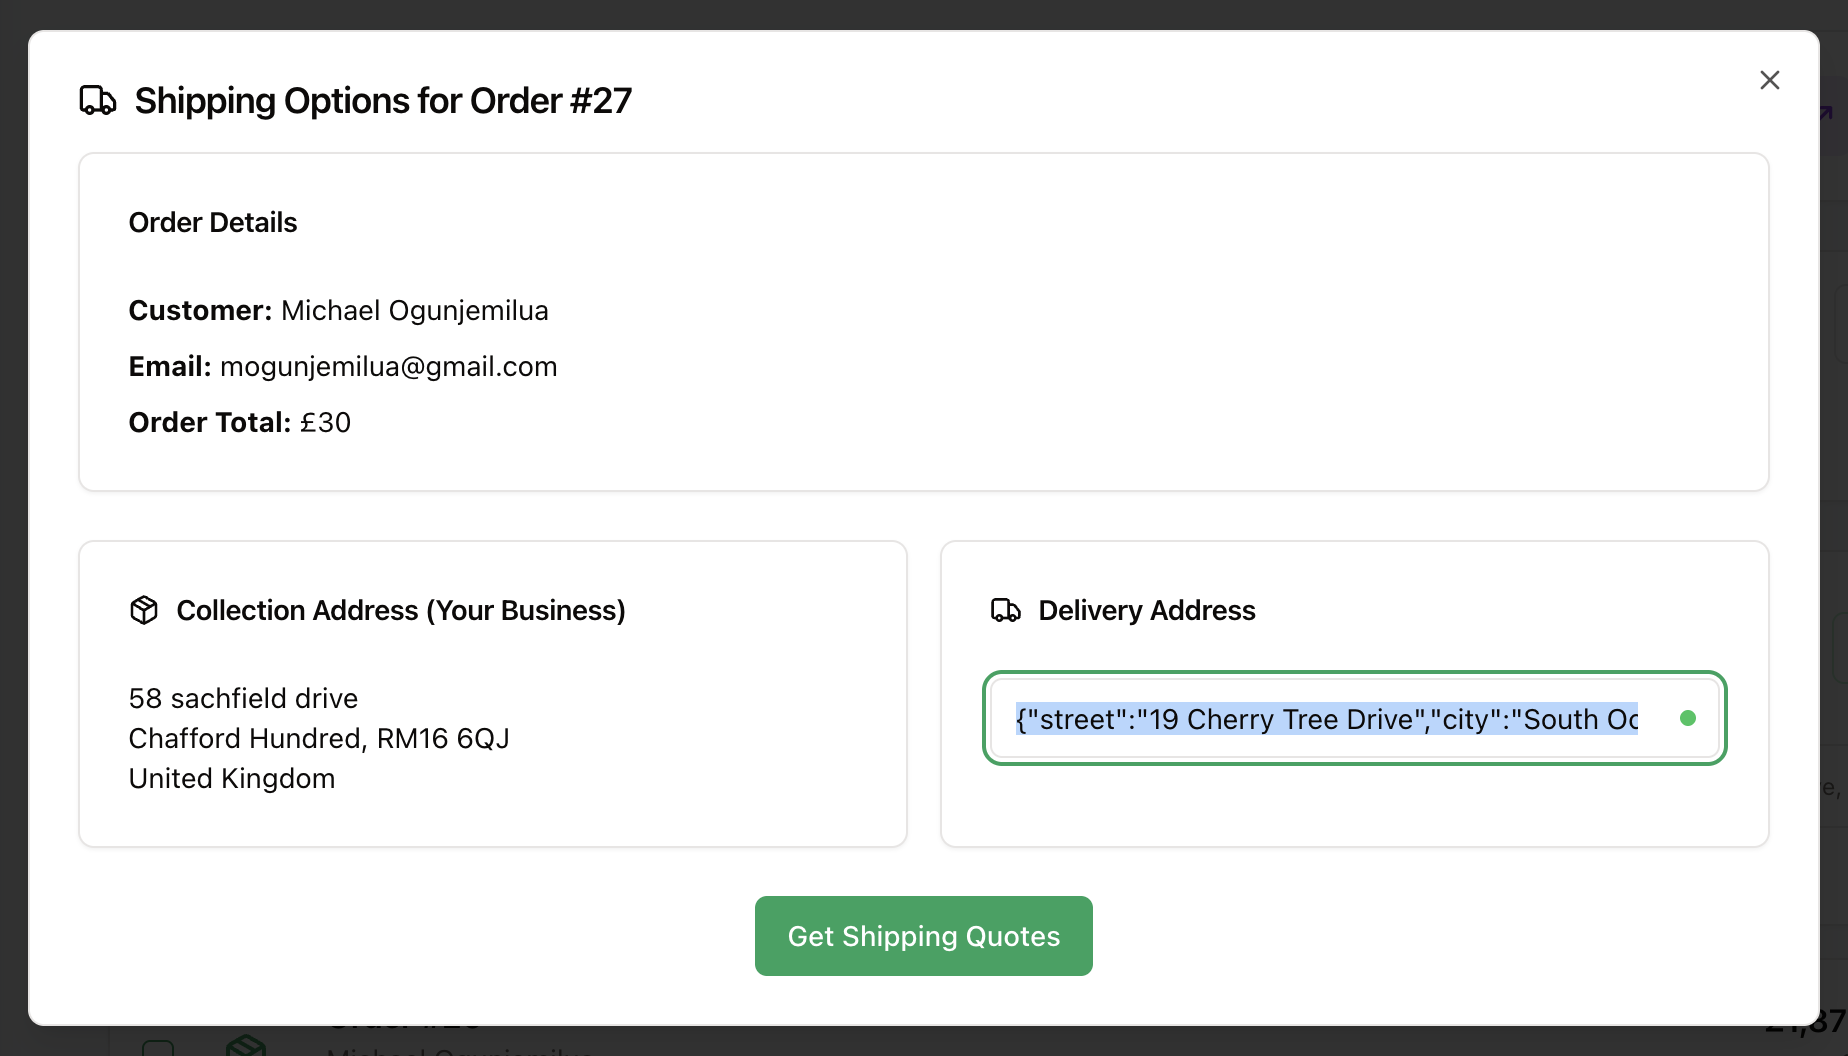 Shipping Options for Order #27
Order Details
Customer: Michael Ogunjemilua
Email: mogunjemilua@gmail.com
Order Total: £30
Collection Address (Your Business)
58 sachfield drive
Chafford Hundred, RM16 6QJ
United Kingdom
Delivery Address
{"street":"19 Cherry Tree Drive","city":"South Oc
Get Shipping Quotes